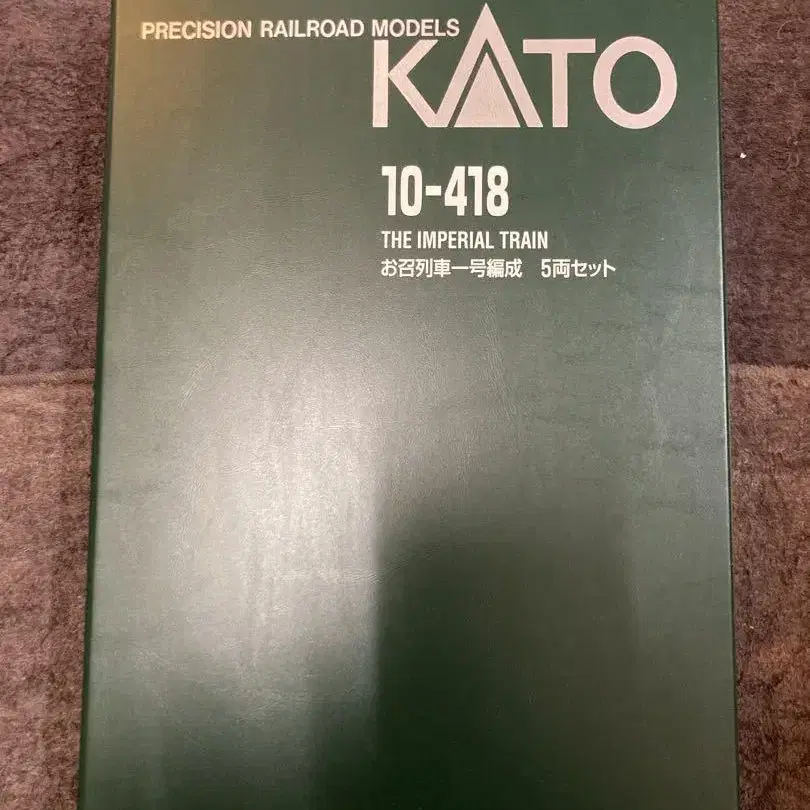 PRECISION RAILROAD MODELS
KATO
10-418
THE IMPERIAL TRAIN
お召列車一号編成　5両セット